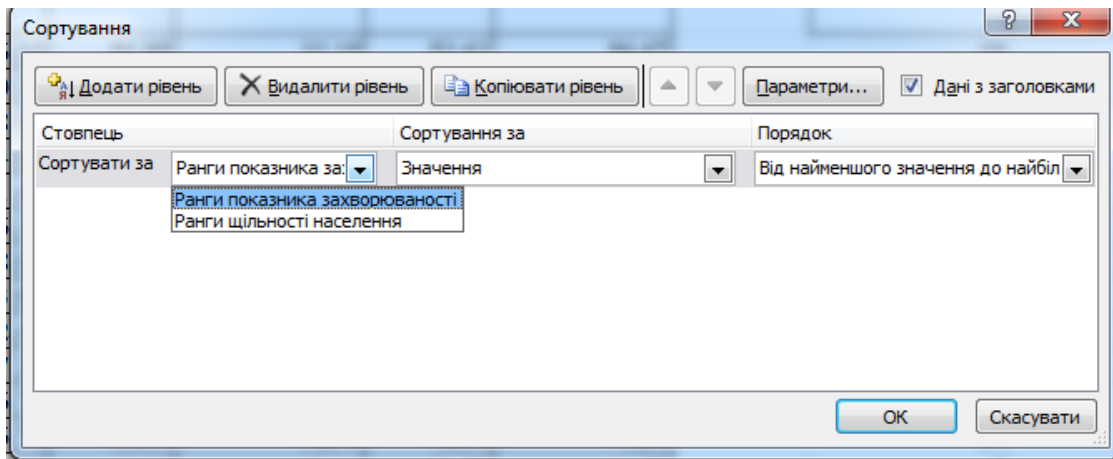 Сортування
Додати рівень Видалити рівень Копіювати рівень Параметри... Дані з заголовками
Стовпець Сортування за Порядок
Сортувати за Ранги показника за: Значення Від найменшого значення до найбіл
Ранги показника захворюваності
Ранги щільності населення
ОК Скасувати